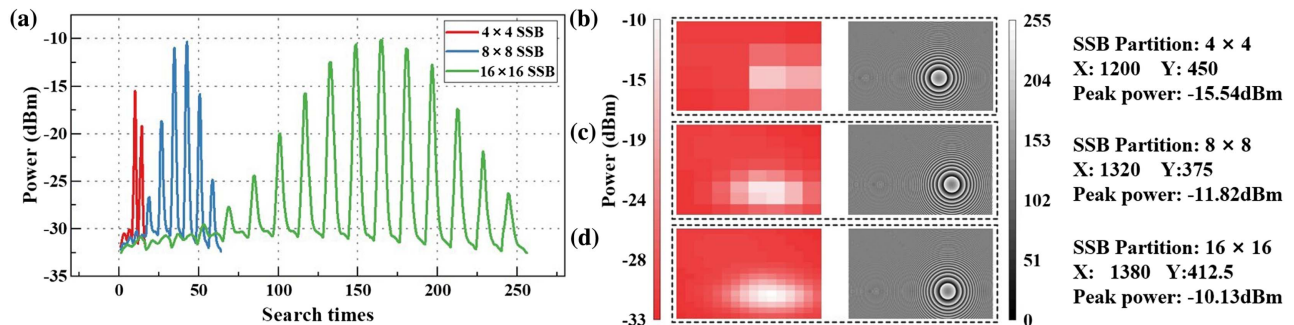 (a)
-10
-15
-20
-25
-30
-35
Power (dBm)
0
50
100
150
200
250
Search times
4 × 4 SSB
8 × 8 SSB
16 × 16 SSB
(b)
(c)
(d)
Power (dBm)
-10
-15
-19
-24
-28
-33
255
204
153
102
51
0
SSB Partition: 4 × 4
X: 1200 Y: 450
Peak power: -15.54dBm
SSB Partition: 8 × 8
X: 1320 Y:375
Peak power: -11.82dBm
SSB Partition: 16 × 16
X: 1380 Y:412.5
Peak power: -10.13dBm